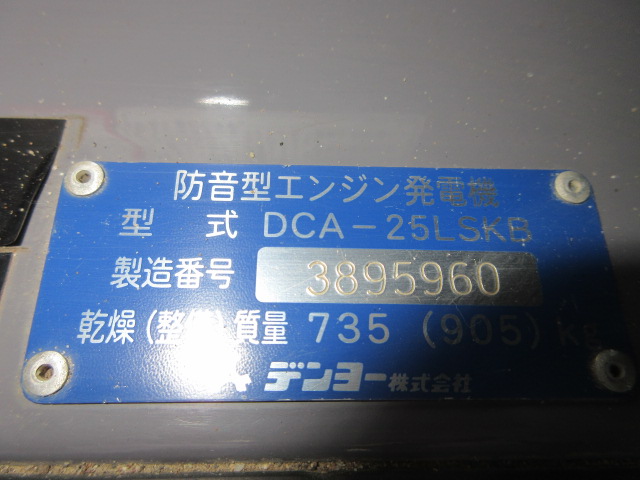 防音型エンジン発電機
型 式 DCA-25LSKB
製造番号 3895960
乾燥(整備)質量 735 (905) kg
デンヨー株式会社